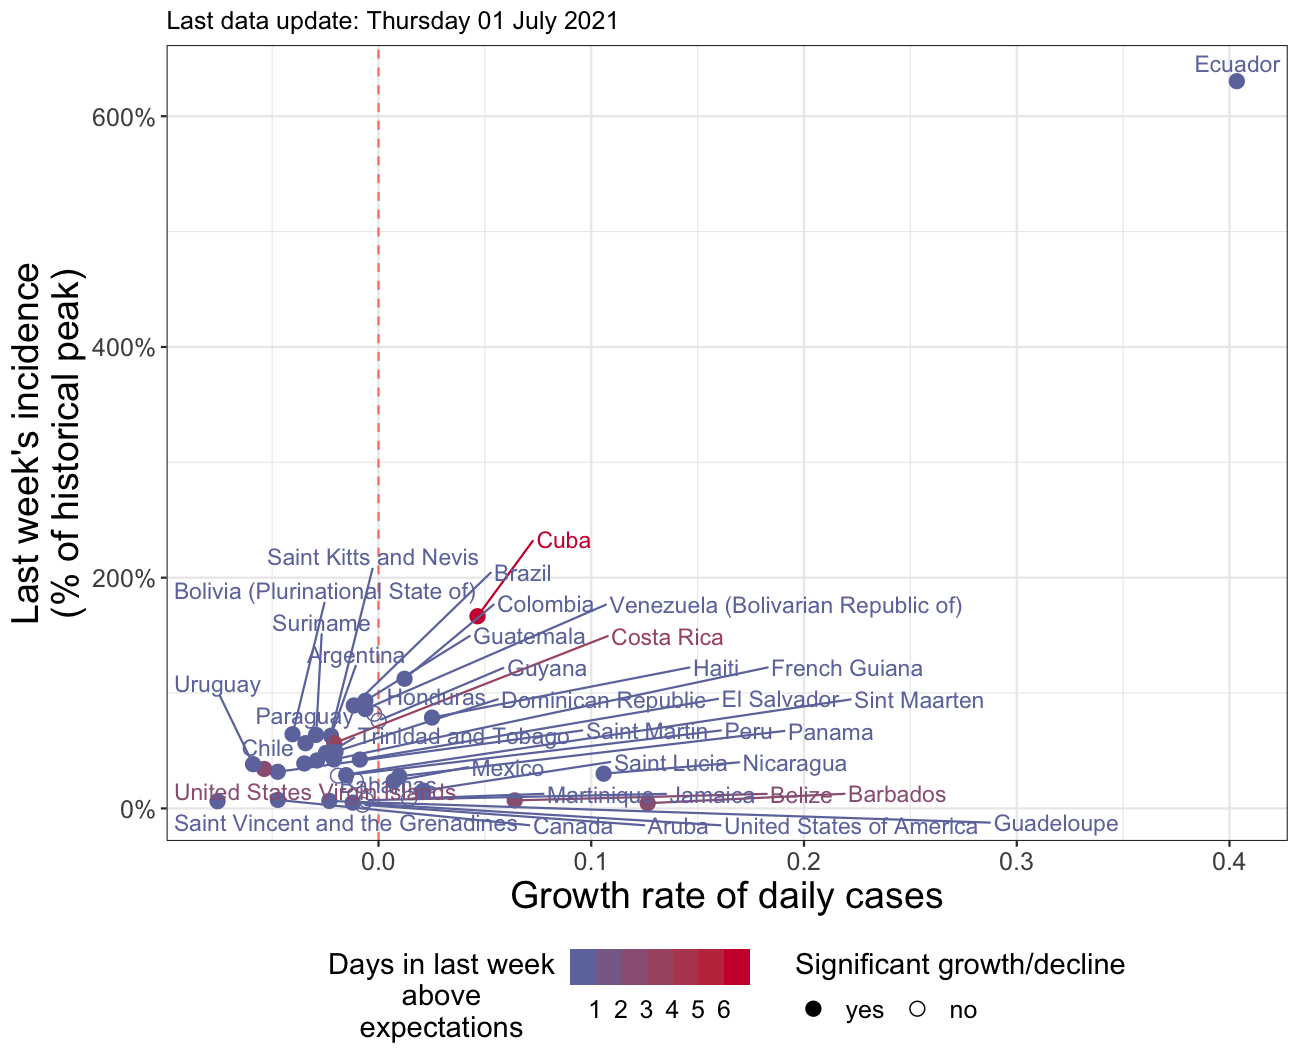 Last data update: Thursday 01 July 2021
Last week's incidence
(% of historical peak)
600%
400%
200%
0%
Ecuador
Cuba
Saint Kitts and Nevis
Brazil
Bolivia (Plurinational State of)
Colombia
Venezuela (Bolivarian Republic of)
Suriname
Guatemala
Costa Rica
Argentina
Guyana
Haiti
French Guiana
Uruguay
Honduras
Dominican Republic
El Salvador
Sint Maarten
Paraguay
Trinidad and Tobago
Saint Martin
Peru
Panama
Chile
Mexico
Saint Lucia
Nicaragua
Bahamas
United States Virgin Islands
Martinique
Jamaica
Belize
Barbados
Saint Vincent and the Grenadines
Canada
Aruba
United States of America
Guadeloupe
0.0 0.1 0.2 0.3 0.4
Growth rate of daily cases
Days in last week
above
expectations
1 2 3 4 5 6
Significant growth/decline
yes no